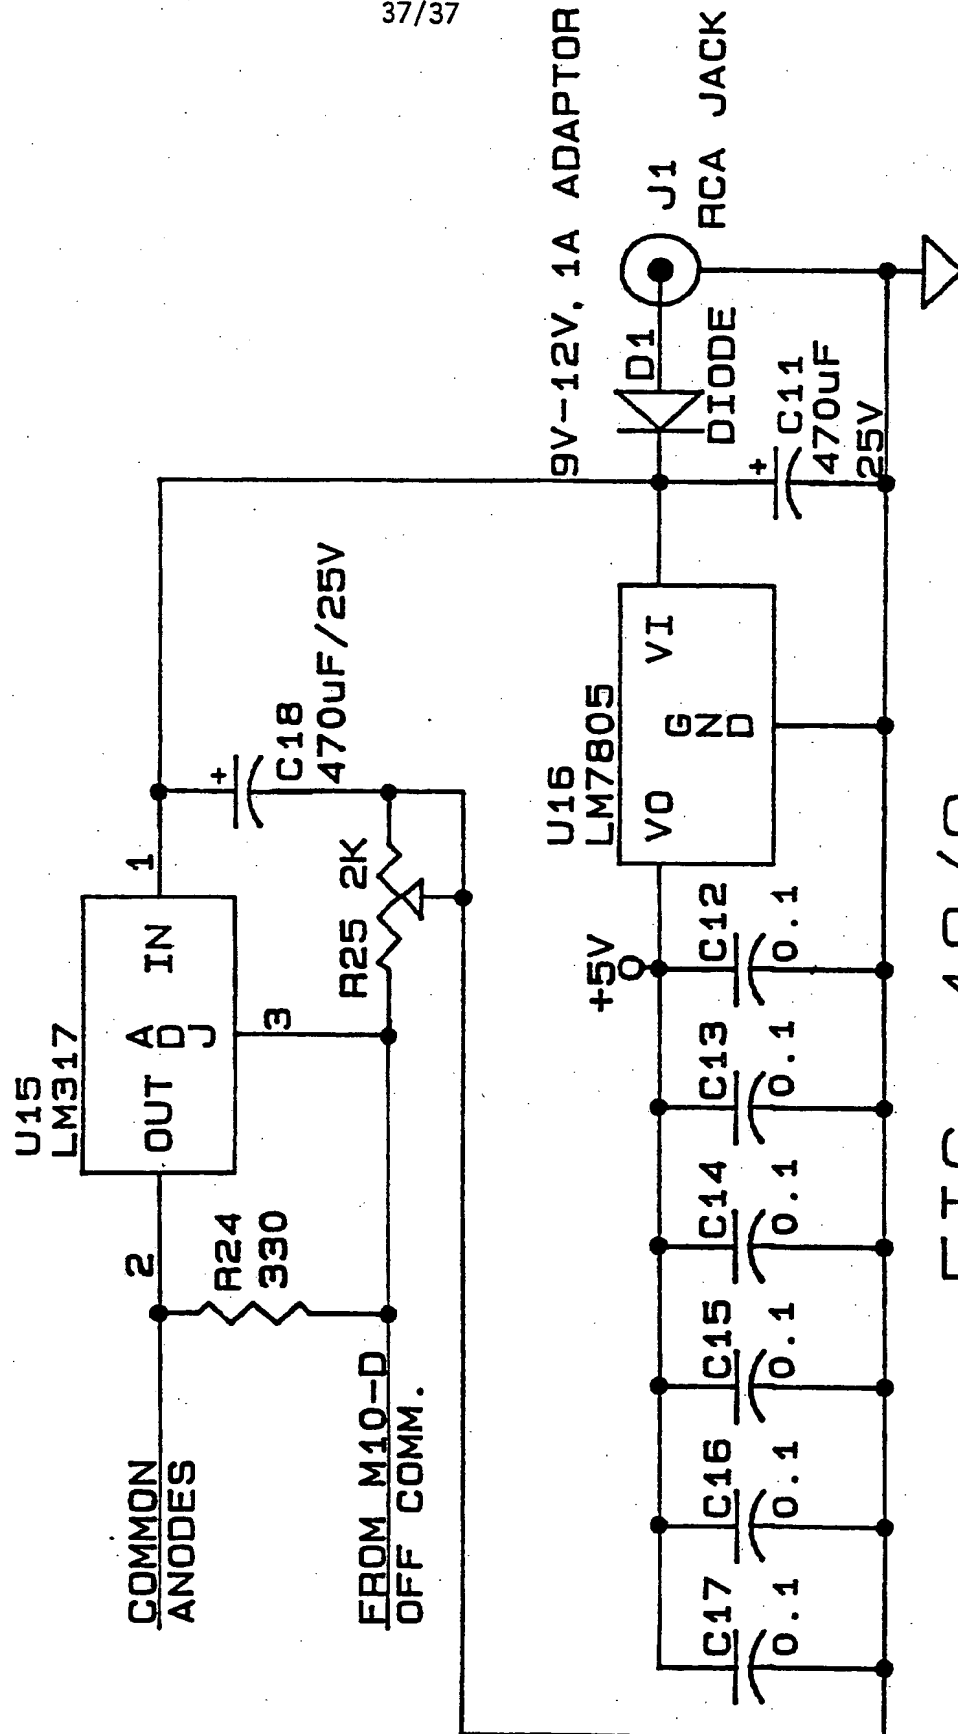 37/37
U15
LM317
OUT
ADJ
IN
1
2
3
COMMON
ANODES
R24
330
FROM M10-D
OFF COMM.
R25 2K
+
C18
470uF/25V
9V-12V, 1A ADAPTOR
J1
RCA JACK
D1
DIODE
+
C11
470uF
25V
U16
LM7805
VO
GND
VI
+5V
C17
0.1
C16
0.1
C15
0.1
C14
0.1
C13
0.1
C12
0.1